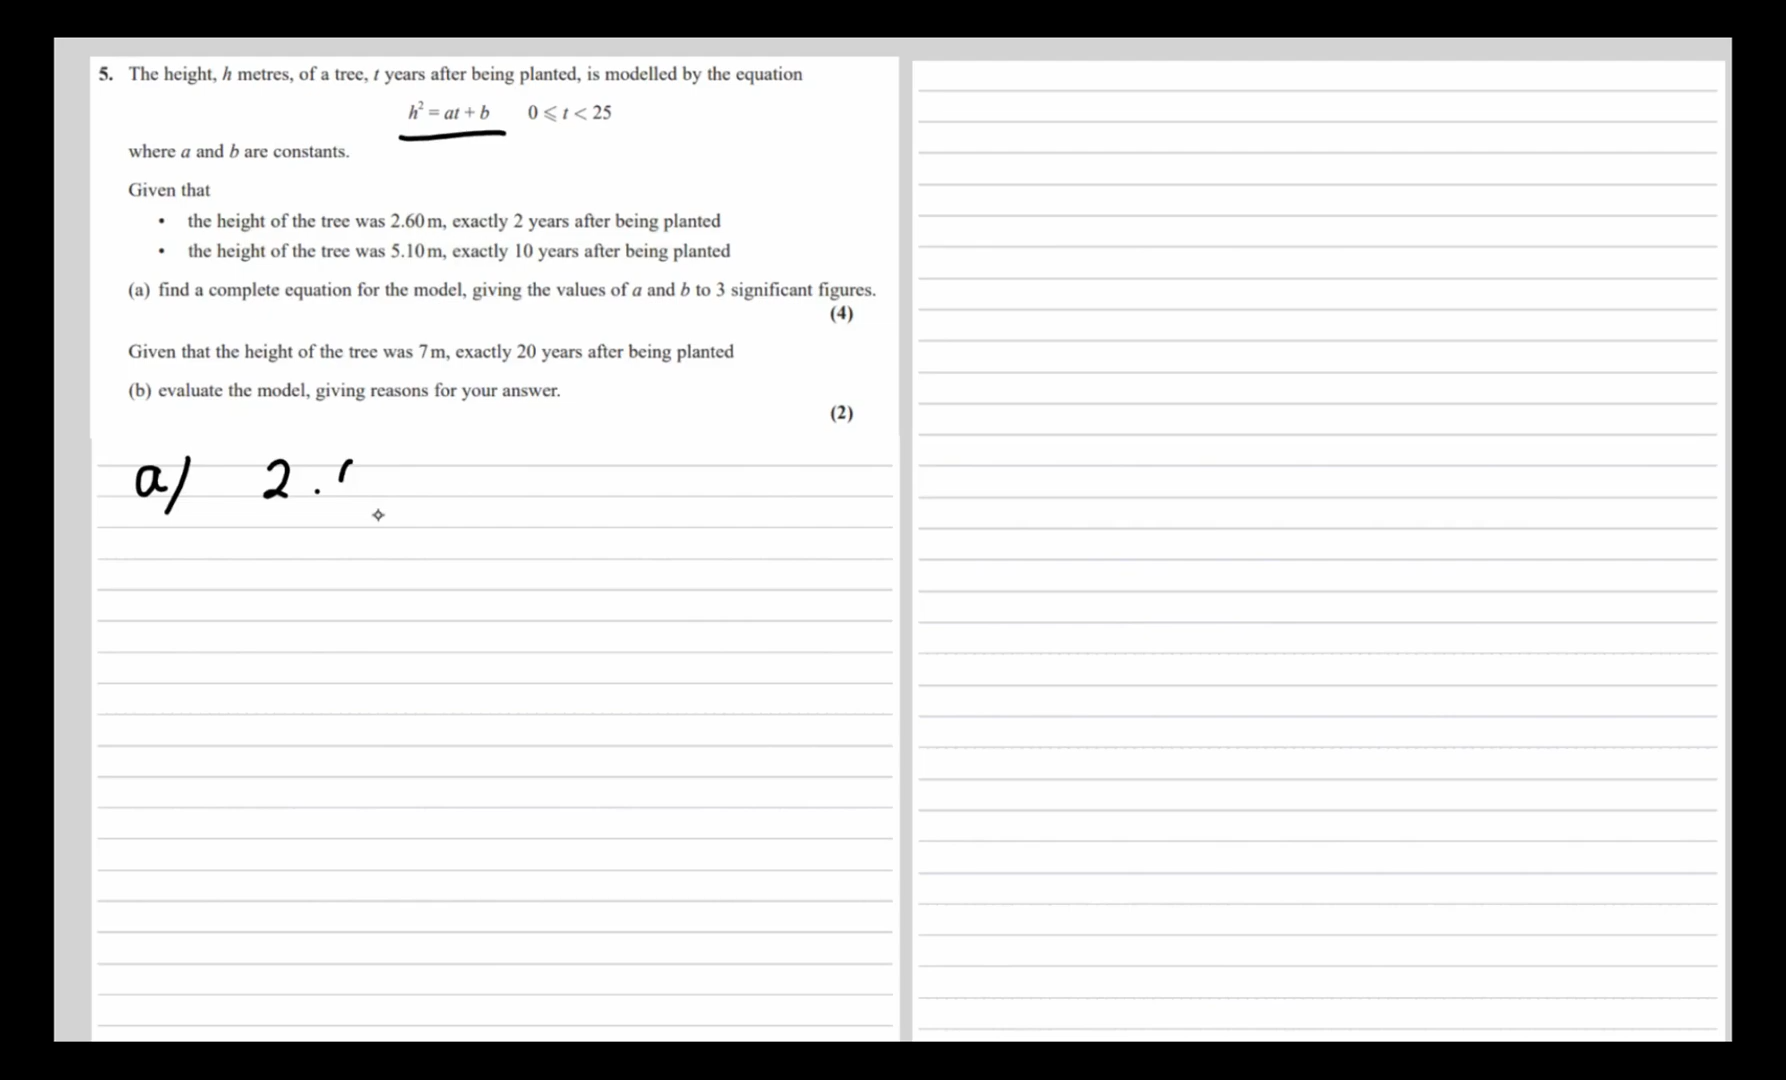 5. The height, h metres, of a tree, t years after being planted, is modelled by the equation
h² = at + b 0 ⩽ t < 25
where a and b are constants.
Given that
• the height of the tree was 2.60 m, exactly 2 years after being planted
• the height of the tree was 5.10 m, exactly 10 years after being planted
(a) find a complete equation for the model, giving the values of a and b to 3 significant figures.
(4)
Given that the height of the tree was 7 m, exactly 20 years after being planted
(b) evaluate the model, giving reasons for your answer.
(2)
a) 2.